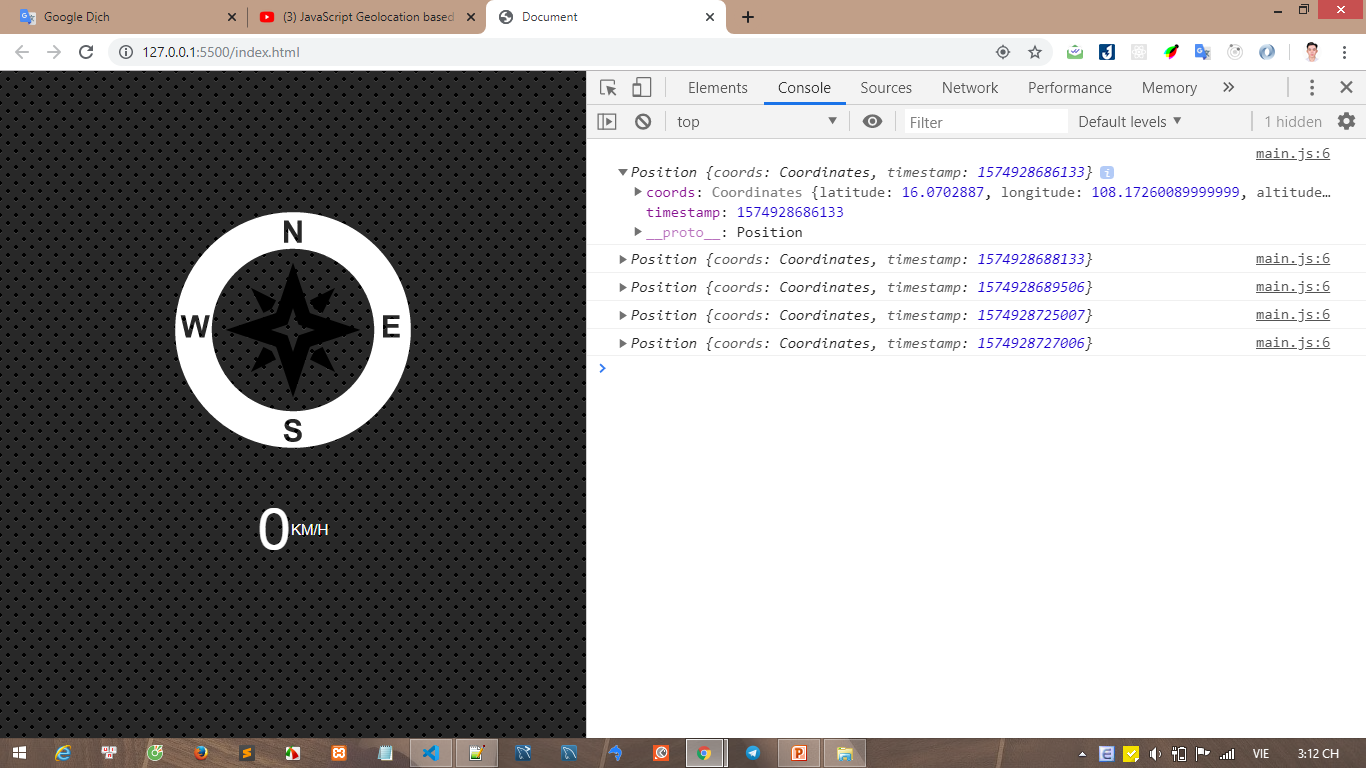 Google Dịch
(3) JavaScript Geolocation based
Document
127.0.0.1:5500/index.html
Elements Console Sources Network Performance Memory
top Filter Default levels 1 hidden
main.js:6
Position {coords: Coordinates, timestamp: 1574928686133}
coords: Coordinates {latitude: 16.0702887, longitude: 108.17260089999999, altitude…
timestamp: 1574928686133
__proto__: Position
Position {coords: Coordinates, timestamp: 1574928688133} main.js:6
Position {coords: Coordinates, timestamp: 1574928689506} main.js:6
Position {coords: Coordinates, timestamp: 1574928725007} main.js:6
Position {coords: Coordinates, timestamp: 1574928727006} main.js:6
N
W E
S
0 KM/H
VIE 3:12 CH